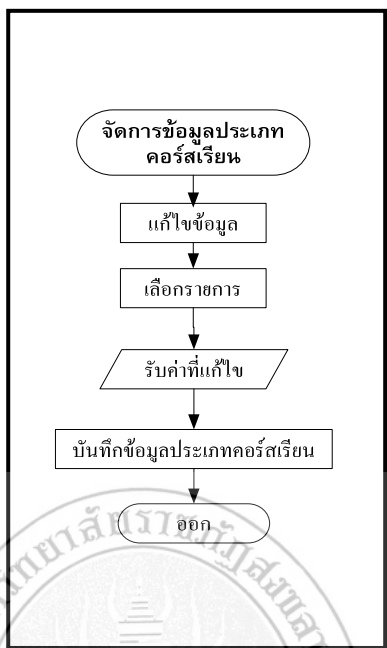 จัดการข้อมูลประเภท
คอร์สเรียน
แก้ไขข้อมูล
เลือกรายการ
รับค่าที่แก้ไข
บันทึกข้อมูลประเภทคอร์สเรียน
ออก